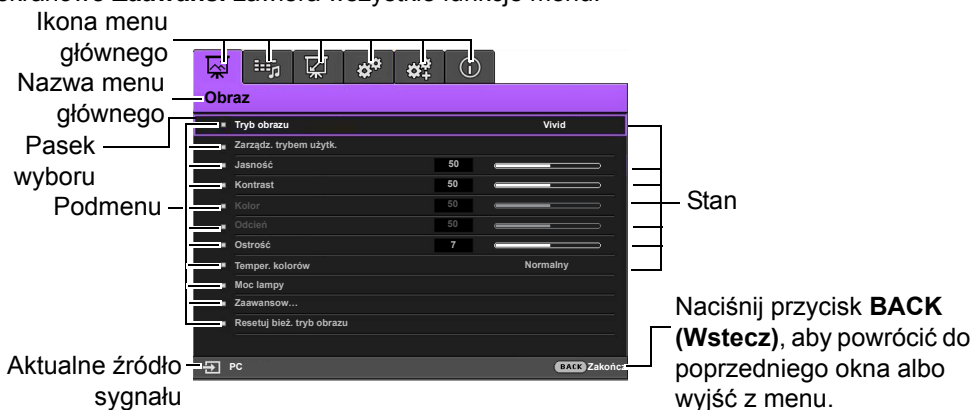 Ikona menu
głównego
Nazwa menu
głównego
Pasek
wyboru
Podmenu
Aktualne źródło
sygnału
Obraz
Tryb obrazu Vivid
Zarządz. trybem użytk.
Jasność 50
Kontrast 50
Kolor 50
Odcień 50
Ostrość 7
Temper. kolorów Normalny
Moc lampy
Zaawansow...
Resetuj bież. tryb obrazu
PC BACK Zakończ
Stan
Naciśnij przycisk BACK
(Wstecz), aby powrócić do
poprzedniego okna albo
wyjść z menu.